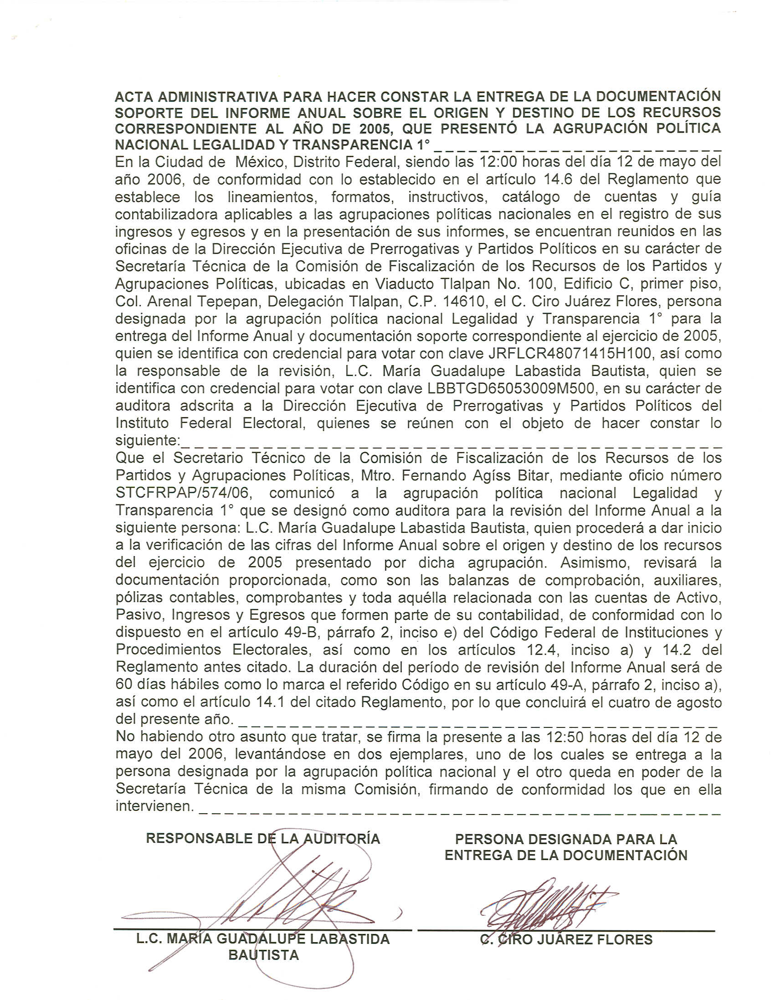 ACTA ADMINISTRATIVA PARA HACER CONSTAR LA ENTREGA DE LA DOCUMENTACIÓN
SOPORTE DEL INFORME ANUAL SOBRE EL ORIGEN Y DESTINO DE LOS RECURSOS
CORRESPONDIENTE AL AÑO DE 2005, QUE PRESENTÓ LA AGRUPACIÓN POLÍTICA
NACIONAL LEGALIDAD Y TRANSPARENCIA 1° _ _ _ _ _ _ _ _ _ _ _ _ _ _ _ _ _ _ _ _ _ _ _ _ _
En la Ciudad de México, Distrito Federal, siendo las 12:00 horas del día 12 de mayo del
año 2006, de conformidad con lo establecido en el artículo 14.6 del Reglamento que
establece los lineamientos, formatos, instructivos, catálogo de cuentas y guía
contabilizadora aplicables a las agrupaciones políticas nacionales en el registro de sus
ingresos y egresos y en la presentación de sus informes, se encuentran reunidos en las
oficinas de la Dirección Ejecutiva de Prerrogativas y Partidos Políticos en su carácter de
Secretaría Técnica de la Comisión de Fiscalización de los Recursos de los Partidos y
Agrupaciones Políticas, ubicadas en Viaducto Tlalpan No. 100, Edificio C, primer piso,
Col. Arenal Tepepan, Delegación Tlalpan, C.P. 14610, el C. Ciro Juárez Flores, persona
designada por la agrupación política nacional Legalidad y Transparencia 1° para la
entrega del Informe Anual y documentación soporte correspondiente al ejercicio de 2005,
quien se identifica con credencial para votar con clave JRFLCR48071415H100, así como
la responsable de la revisión, L.C. María Guadalupe Labastida Bautista, quien se
identifica con credencial para votar con clave LBBTGD65053009M500, en su carácter de
auditora adscrita a la Dirección Ejecutiva de Prerrogativas y Partidos Políticos del
Instituto Federal Electoral, quienes se reúnen con el objeto de hacer constar lo
siguiente:_ _ _ _ _ _ _ _ _ _ _ _ _ _ _ _ _ _ _ _ _ _ _ _ _ _ _ _ _ _ _ _ _ _ _ _ _ _ _ _
Que el Secretario Técnico de la Comisión de Fiscalización de los Recursos de los
Partidos y Agrupaciones Políticas, Mtro. Fernando Agíss Bitar, mediante oficio número
STCFRPAP/574/06, comunicó a la agrupación política nacional Legalidad y
Transparencia 1° que se designó como auditora para la revisión del Informe Anual a la
siguiente persona: L.C. María Guadalupe Labastida Bautista, quien procederá a dar inicio
a la verificación de las cifras del Informe Anual sobre el origen y destino de los recursos
del ejercicio de 2005 presentado por dicha agrupación. Asimismo, revisará la
documentación proporcionada, como son las balanzas de comprobación, auxiliares,
pólizas contables, comprobantes y toda aquélla relacionada con las cuentas de Activo,
Pasivo, Ingresos y Egresos que formen parte de su contabilidad, de conformidad con lo
dispuesto en el artículo 49-B, párrafo 2, inciso e) del Código Federal de Instituciones y
Procedimientos Electorales, así como en los artículos 12.4, inciso a) y 14.2 del
Reglamento antes citado. La duración del período de revisión del Informe Anual será de
60 días hábiles como lo marca el referido Código en su artículo 49-A, párrafo 2, inciso a),
así como el artículo 14.1 del citado Reglamento, por lo que concluirá el cuatro de agosto
del presente año. _ _ _ _ _ _ _ _ _ _ _ _ _ _ _ _ _ _ _ _ _ _ _ _ _ _ _ _ _ _ _ _ _ _ _ _ _ _
No habiendo otro asunto que tratar, se firma la presente a las 12:50 horas del día 12 de
mayo del 2006, levantándose en dos ejemplares, uno de los cuales se entrega a la
persona designada por la agrupación política nacional y el otro queda en poder de la
Secretaría Técnica de la misma Comisión, firmando de conformidad los que en ella
intervienen. _ _ _ _ _ _ _ _ _ _ _ _ _ _ _ _ _ _ _ _ _ _ _ _ _ _ _ _ _ _ _ _ _ _ _ _ _ _ _ _ _
RESPONSABLE DE LA AUDITORÍA
L.C. MARÍA GUADALUPE LABASTIDA
BAUTISTA
PERSONA DESIGNADA PARA LA
ENTREGA DE LA DOCUMENTACIÓN
C. CIRO JUÁREZ FLORES